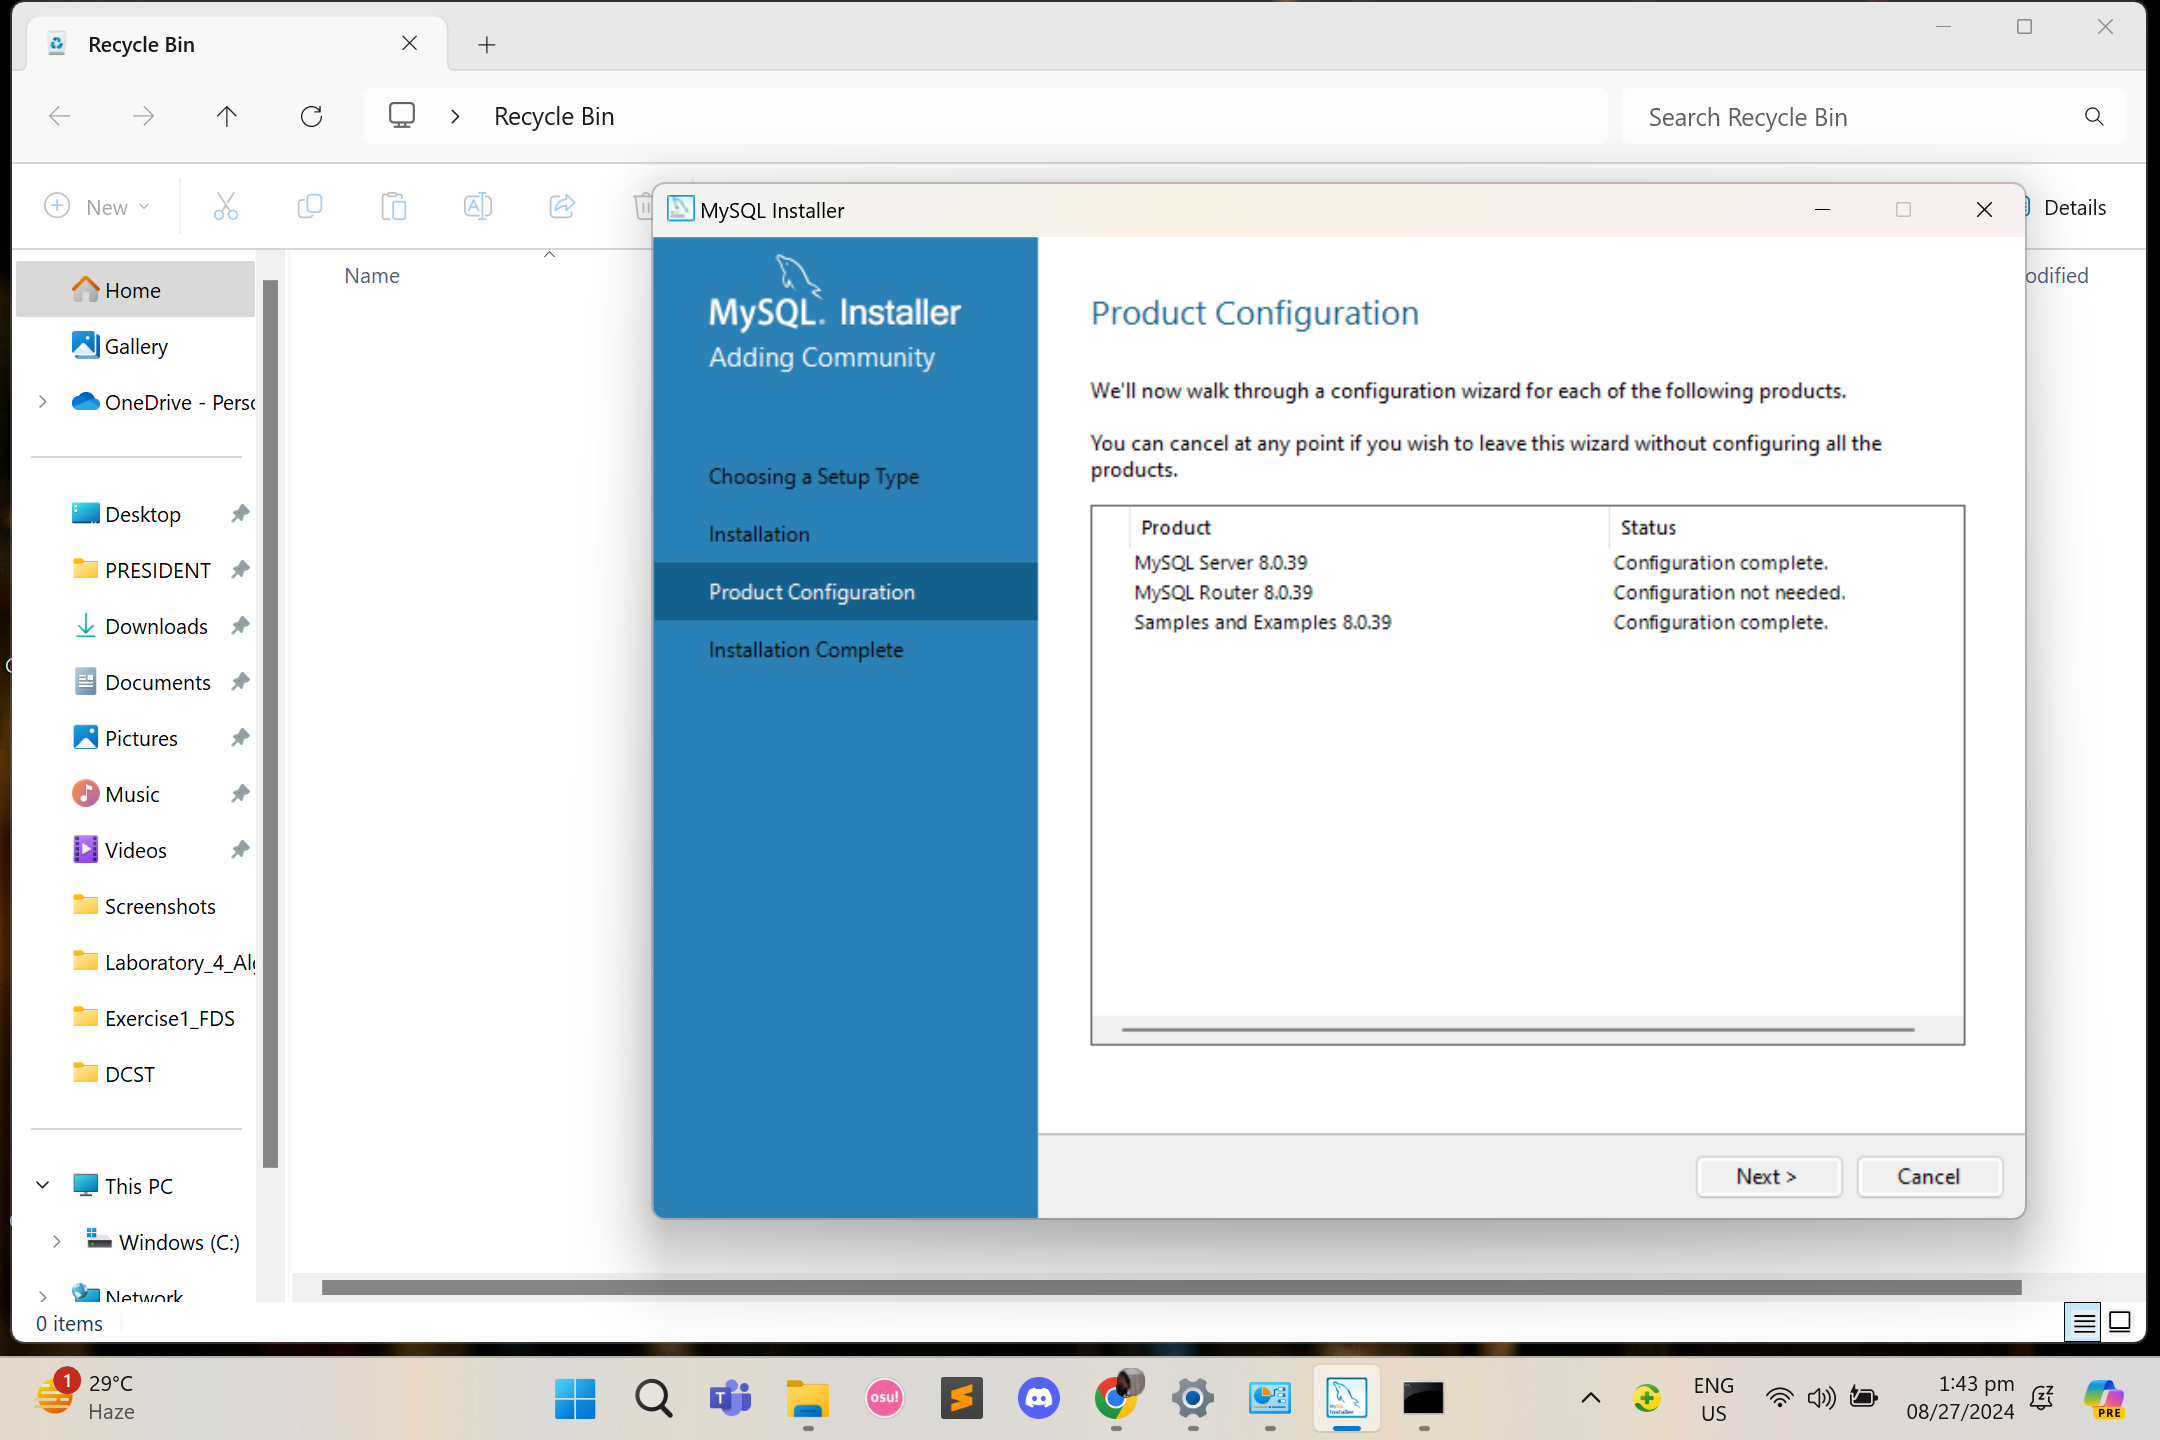 Recycle Bin
Recycle Bin
Search Recycle Bin
New
Details
Name
odified
Home
Gallery
OneDrive - Perso
Desktop
PRESIDENT
Downloads
Documents
Pictures
Music
Videos
Screenshots
Laboratory_4_Alg
Exercise1_FDS
DCST
This PC
Windows (C:)
Network
0 items
MySQL Installer
MySQL. Installer
Adding Community
Choosing a Setup Type
Installation
Product Configuration
Installation Complete
Product Configuration
We'll now walk through a configuration wizard for each of the following products.
You can cancel at any point if you wish to leave this wizard without configuring all the
products.
Product Status
MySQL Server 8.0.39 Configuration complete.
MySQL Router 8.0.39 Configuration not needed.
Samples and Examples 8.0.39 Configuration complete.
Next >
Cancel
1
29°C
Haze
osu!
ENG
US
1:43 pm
08/27/2024
PRE